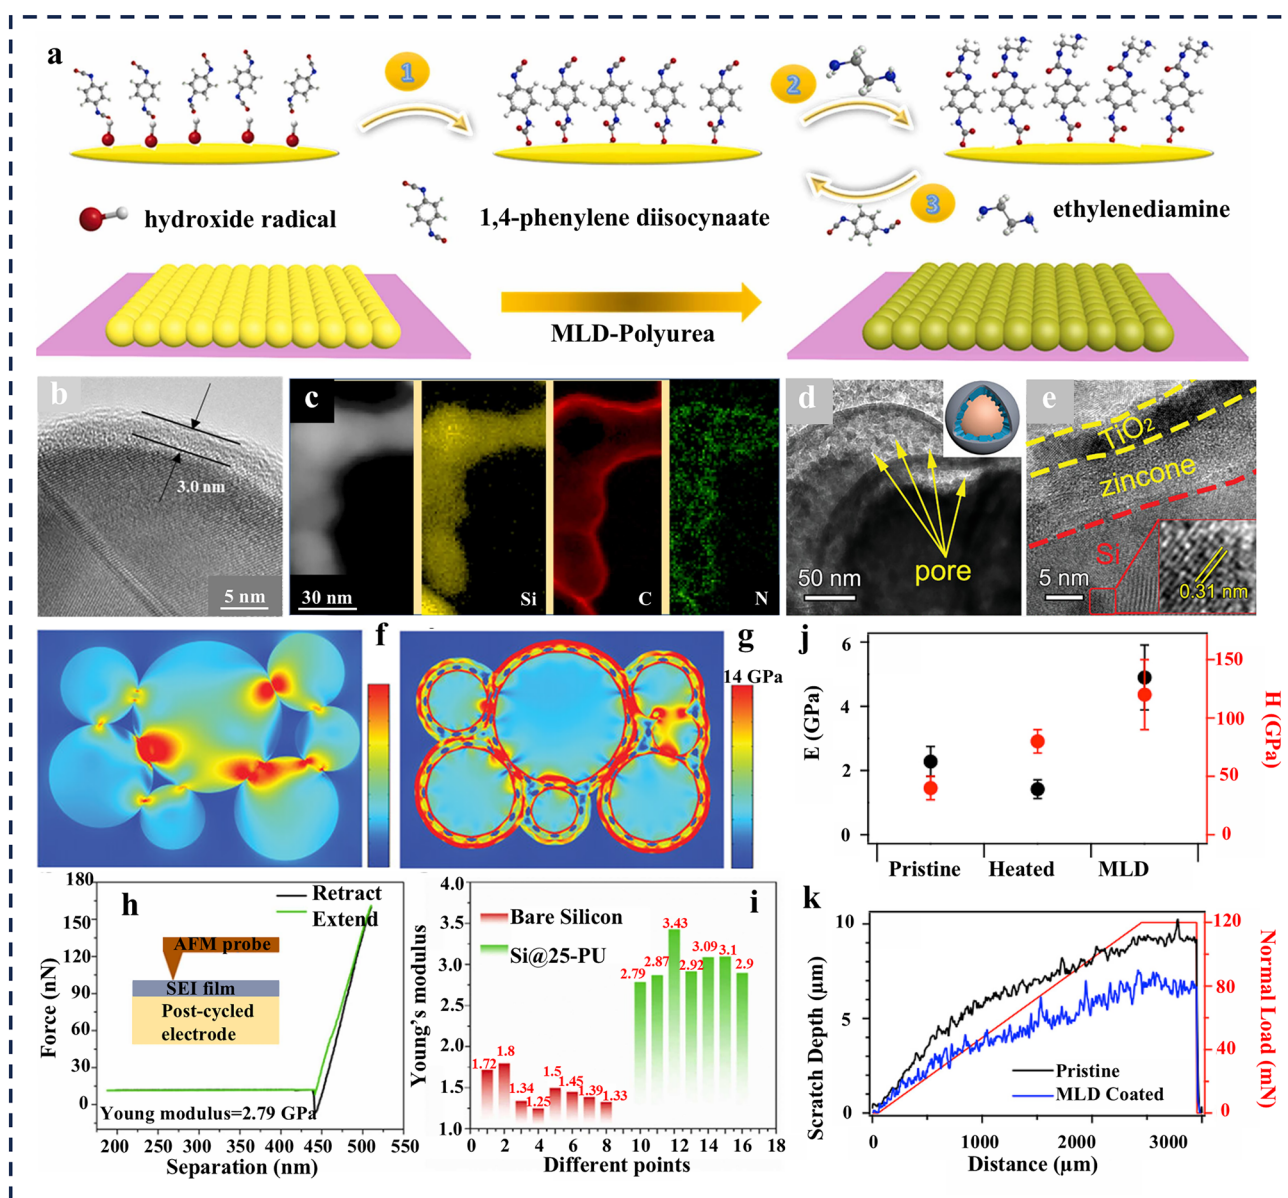 a
1
2
3
hydroxide radical
1,4-phenylene diisocynaate
ethylenediamine
MLD-Polyurea
b
3.0 nm
5 nm
c
30 nm
Si
C
N
d
pore
50 nm
e
TiO₂
zincone
Si
5 nm
0.31 nm
f
g
14 GPa
h
Retract
Extend
AFM probe
SEI film
Post-cycled
electrode
Young modulus=2.79 GPa
Force (nN)
180
150
120
90
60
30
0
200 250 300 350 400 450 500 550
Separation (nm)
i
Bare Silicon
Si@25-PU
Young's modulus
4.0
3.5
3.0
2.5
2.0
1.5
1.0
1.72
1.8
1.34
1.25
1.5
1.45
1.39
1.33
2.79
2.87
3.43
2.92
3.09
3.1
2.9
0 2 4 6 8 10 12 14 16 18
Different points
j
E (GPa)
6
4
2
0
H (GPa)
150
100
50
0
Pristine Heated MLD
k
Scratch Depth (μm)
10
5
0
Normal Load (mN)
120
80
40
0
Pristine
MLD Coated
0 1000 2000 3000
Distance (μm)